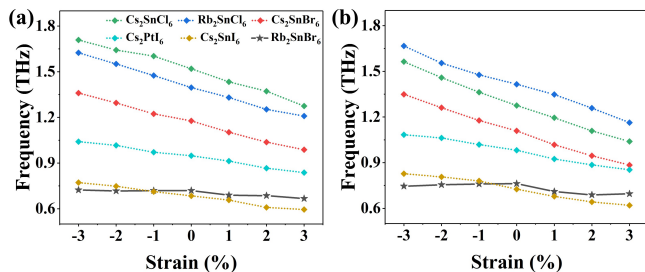 (a)
Cs₂SnCl₆ Rb₂SnCl₆ Cs₂SnBr₆
Cs₂PtI₆ Cs₂SnI₆ Rb₂SnBr₆
Frequency (THz)
1.8
1.5
1.2
0.9
0.6
-3 -2 -1 0 1 2 3
Strain (%)
(b)
Frequency (THz)
1.8
1.5
1.2
0.9
0.6
-3 -2 -1 0 1 2 3
Strain (%)